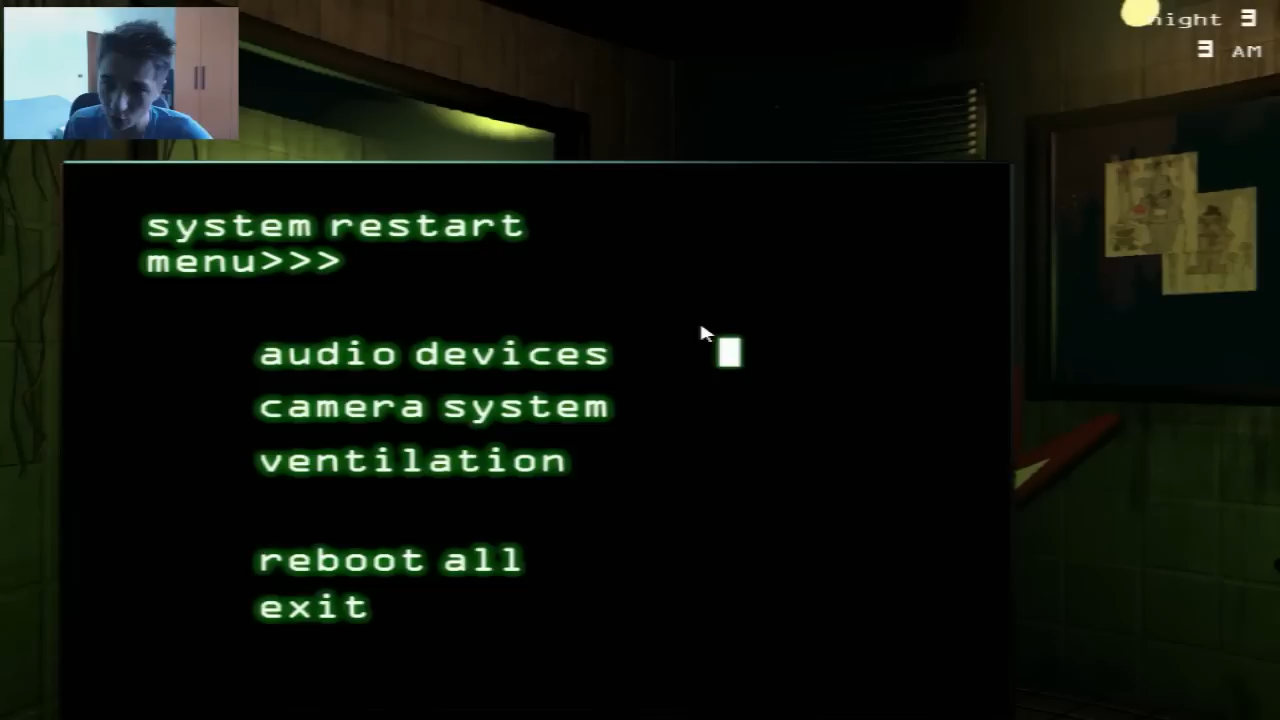 night 3
3 AM
system restart
menu>>>
audio devices
camera system
ventilation
reboot all
exit